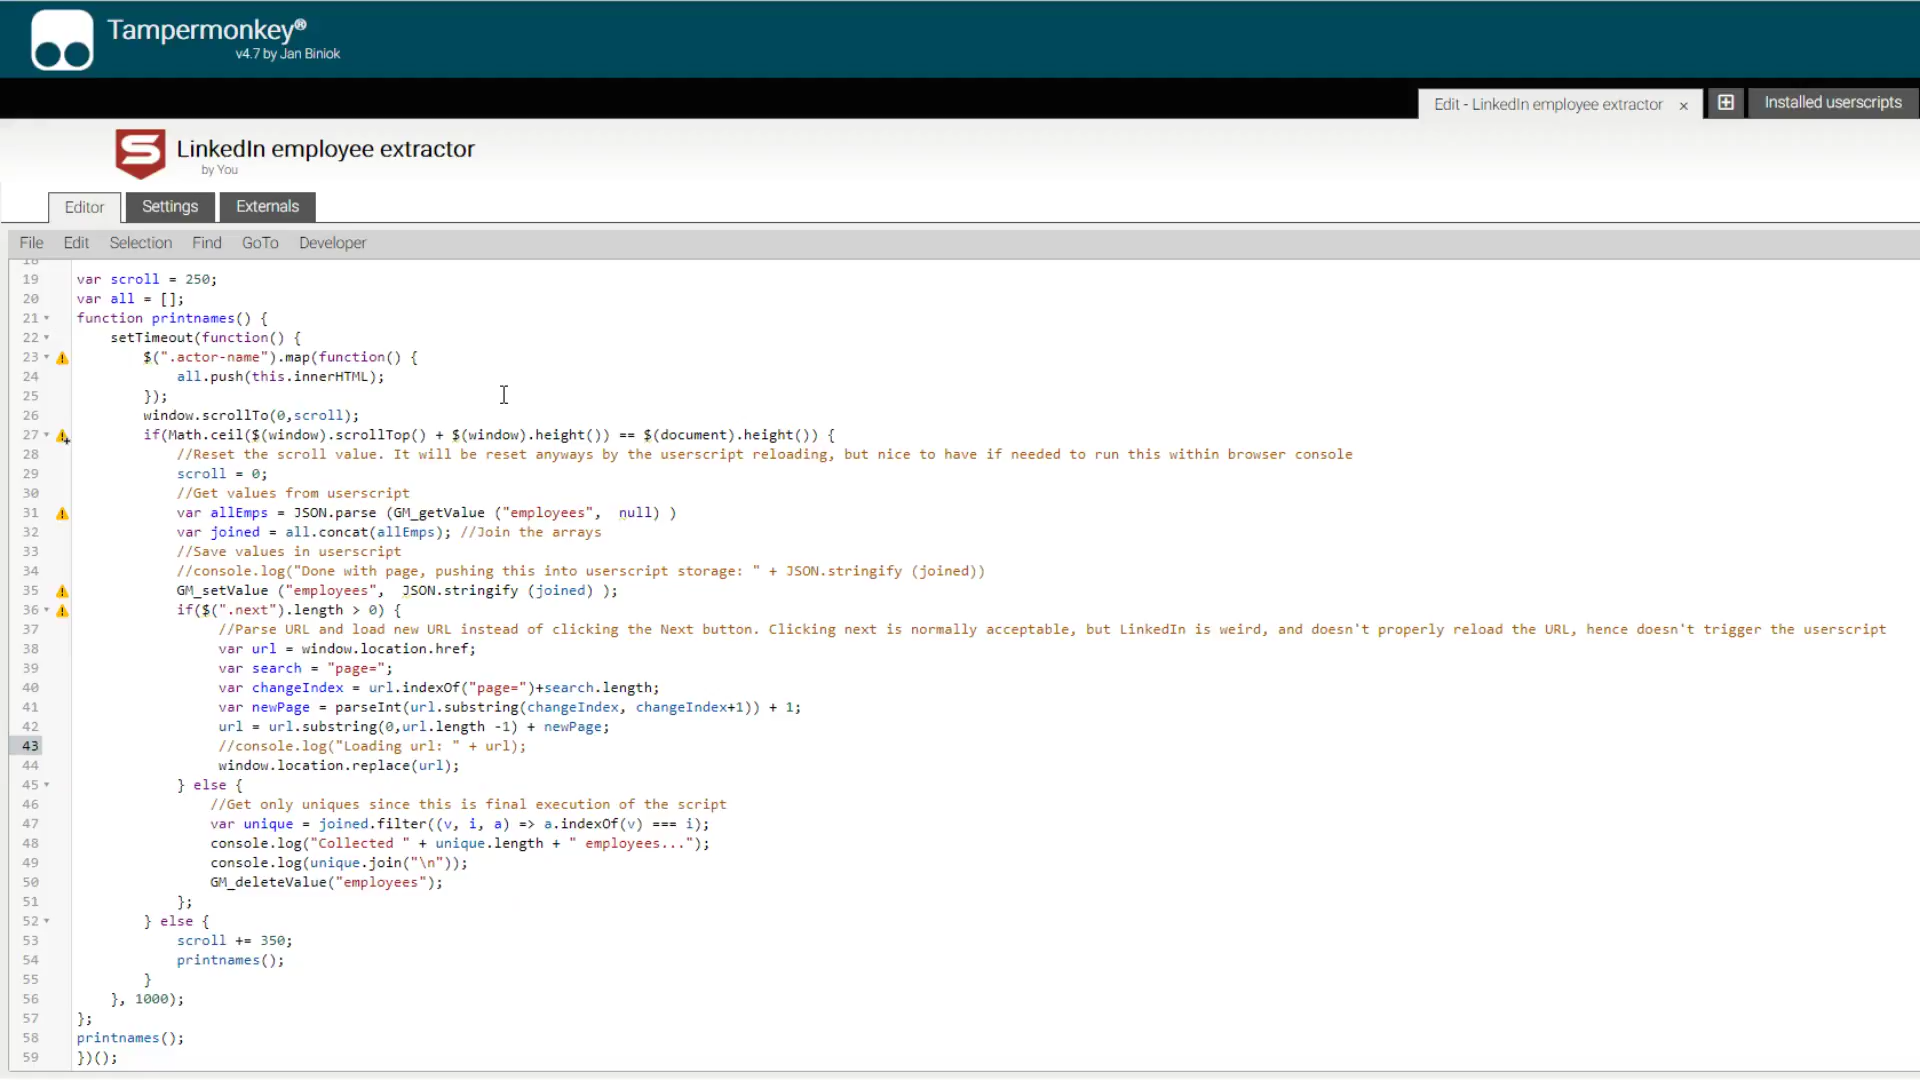 Tampermonkey®
v4.7 by Jan Biniok
Edit - LinkedIn employee extractor ×
Installed userscripts
LinkedIn employee extractor
by You
Editor Settings Externals
File Edit Selection Find GoTo Developer
18
19 var scroll = 250;
20 var all = [];
21 function printnames() {
22 setTimeout(function() {
23 $(".actor-name").map(function() {
24 all.push(this.innerHTML);
25 });
26 window.scrollTo(0,scroll);
27 if(Math.ceil($(window).scrollTop() + $(window).height()) == $(document).height()) {
28 //Reset the scroll value. It will be reset anyways by the userscript reloading, but nice to have if needed to run this within browser console
29 scroll = 0;
30 //Get values from userscript
31 var allEmps = JSON.parse (GM_getValue ("employees",  null) )
32 var joined = all.concat(allEmps); //Join the arrays
33 //Save values in userscript
34 //console.log("Done with page, pushing this into userscript storage: " + JSON.stringify (joined))
35 GM_setValue ("employees",  JSON.stringify (joined) );
36 if($(".next").length > 0) {
37 //Parse URL and load new URL instead of clicking the Next button. Clicking next is normally acceptable, but LinkedIn is weird, and doesn't properly reload the URL, hence doesn't trigger the userscript
38 var url = window.location.href;
39 var search = "page=";
40 var changeIndex = url.indexOf("page=")+search.length;
41 var newPage = parseInt(url.substring(changeIndex, changeIndex+1)) + 1;
42 url = url.substring(0,url.length -1) + newPage;
43 //console.log("Loading url: " + url);
44 window.location.replace(url);
45 } else {
46 //Get only uniques since this is final execution of the script
47 var unique = joined.filter((v, i, a) => a.indexOf(v) === i);
48 console.log("Collected " + unique.length + " employees...");
49 console.log(unique.join("\n"));
50 GM_deleteValue("employees");
51 };
52 } else {
53 scroll += 350;
54 printnames();
55 }
56 }, 1000);
57 };
58 printnames();
59 })();